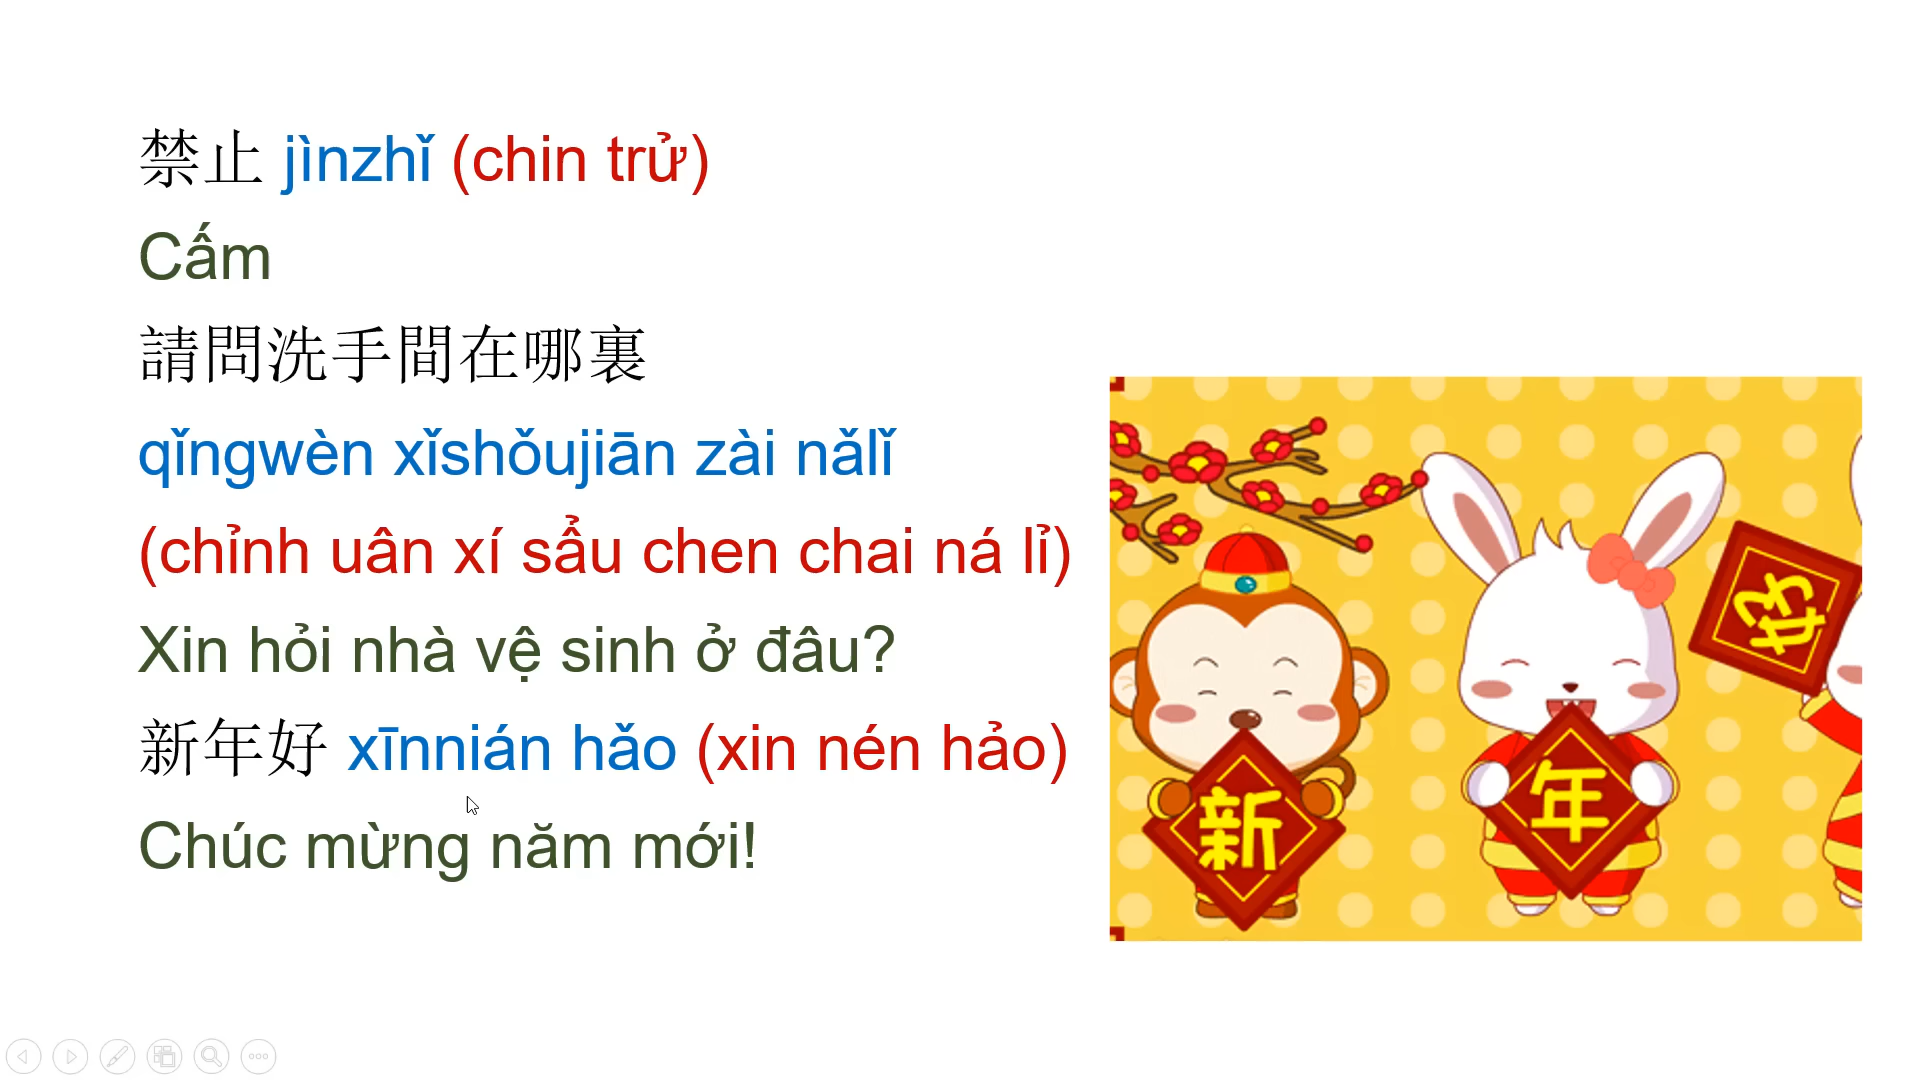 禁止 jìnzhǐ (chin trử)
Cấm
請問洗手間在哪裏
qǐngwèn xǐshǒujiān zài nǎlǐ
(chỉnh uân xí sẩu chen chai ná lỉ)
Xin hỏi nhà vệ sinh ở đâu?
新年好 xīnnián hǎo (xin nén hảo)
Chúc mừng năm mới!
新
年
好